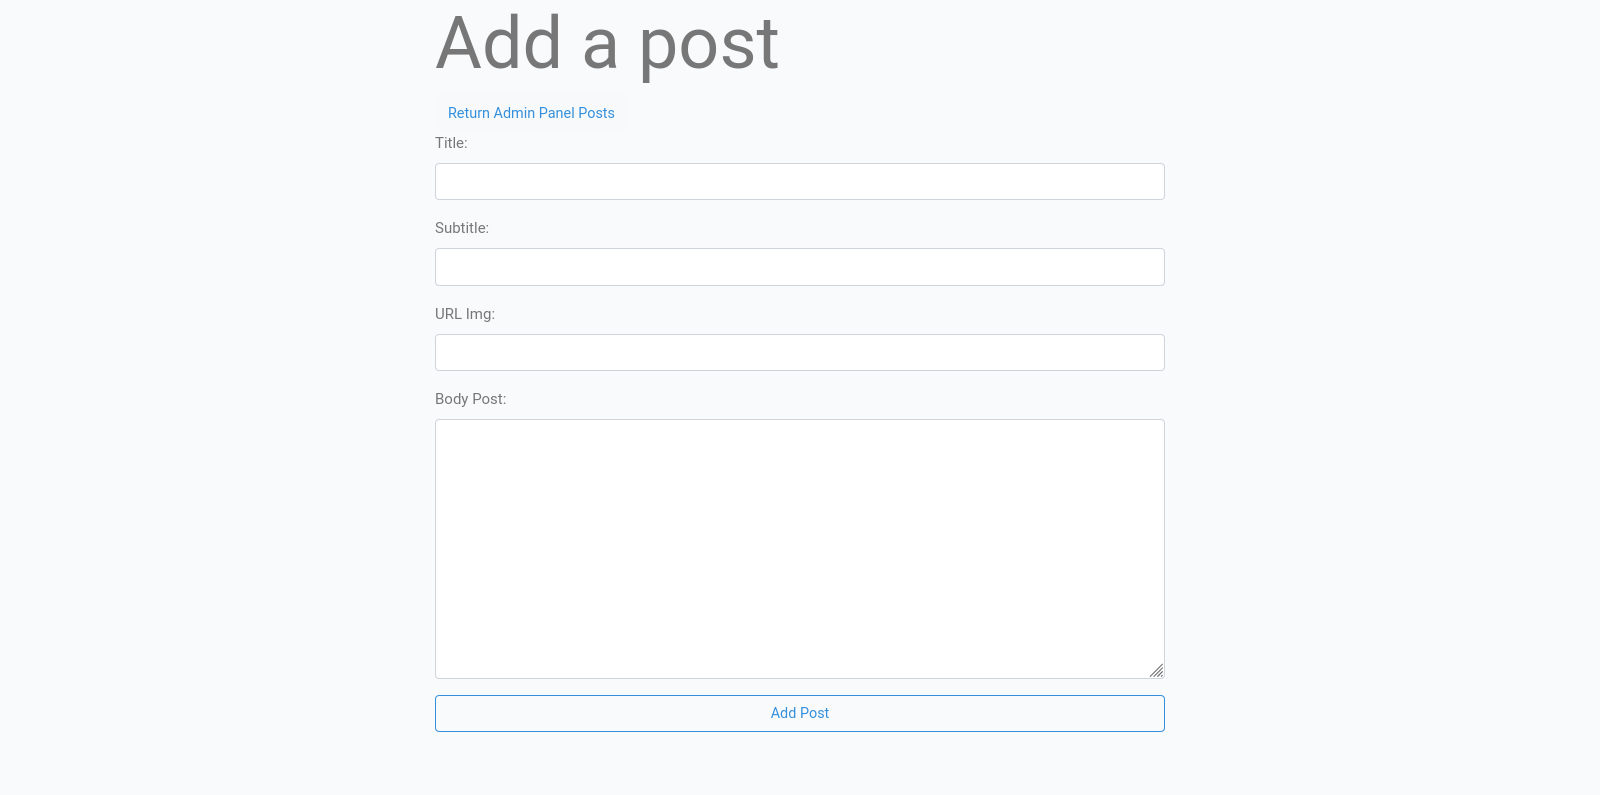 Add a post
Return Admin Panel Posts
Title:
Subtitle:
URL Img:
Body Post:
Add Post